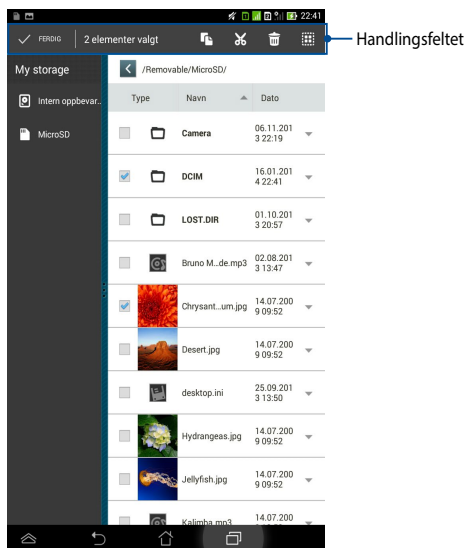 22:41
FERDIG 2 elementer valgt
Handlingsfeltet
My storage
/Removable/MicroSD/
Intern oppbevar..
MicroSD
Type Navn Dato
Camera 06.11.201
3 22:19
DCIM 16.01.201
4 22:41
LOST.DIR 01.10.201
3 20:57
Bruno M..de.mp3 02.08.201
3 13:47
Chrysant...um.jpg 14.07.200
9 09:52
Desert.jpg 14.07.200
9 09:52
desktop.ini 25.09.201
3 13:50
Hydrangeas.jpg 14.07.200
9 09:52
Jellyfish.jpg 14.07.200
9 09:52
Kalimba.mp3 14.07.200